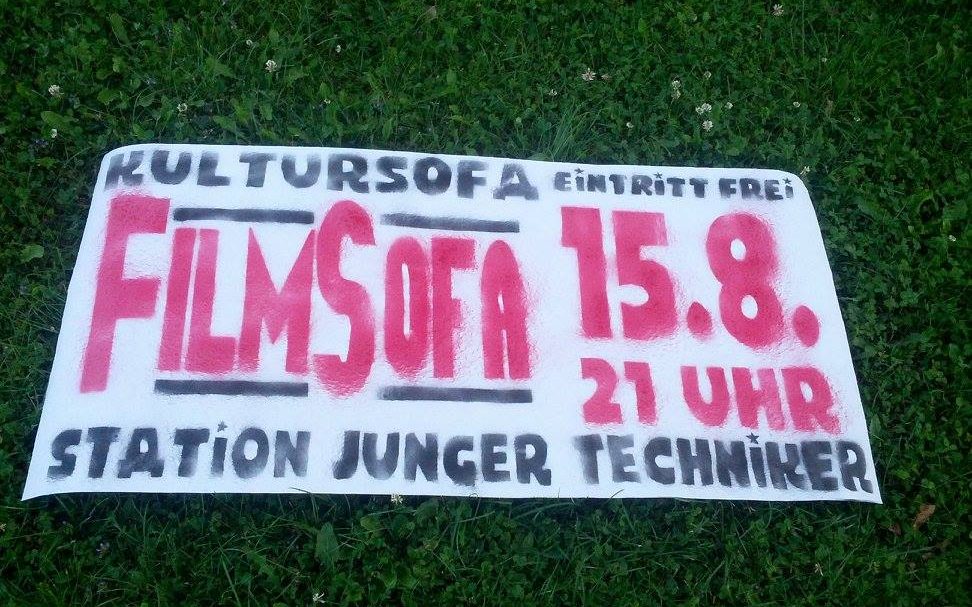 KULTURSOFA EiNTRiTT FREi
FILMSOFA 15.8.
21 UHR
STATiON JUNGER TECHNiKER